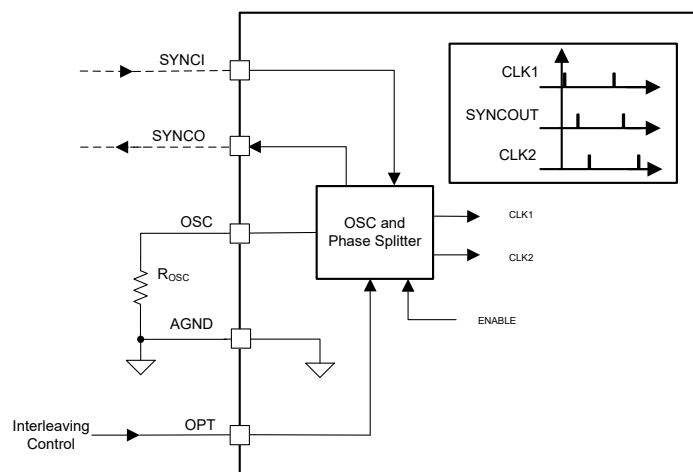 SYNCI
CLK1
SYNCOUT
CLK2
SYNCO
OSC
OSC and
Phase Splitter
CLK1
CLK2
ROSC
AGND
ENABLE
Interleaving
Control
OPT